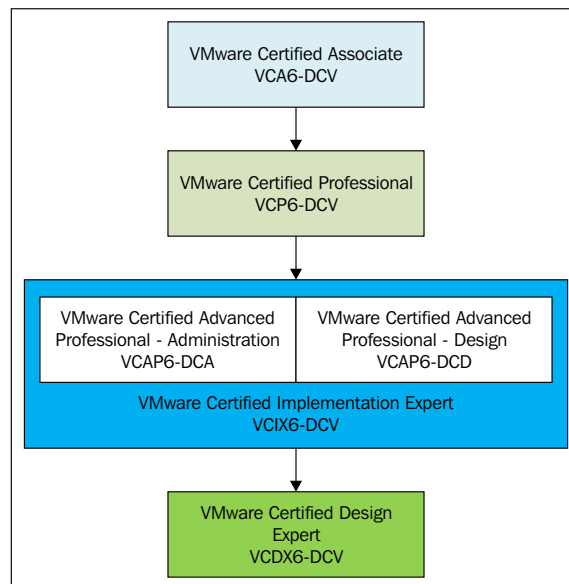 VMware Certified Associate
VCA6-DCV
VMware Certified Professional
VCP6-DCV
VMware Certified Advanced
Professional - Administration
VCAP6-DCA
VMware Certified Advanced
Professional - Design
VCAP6-DCD
VMware Certified Implementation Expert
VCIX6-DCV
VMware Certified Design
Expert
VCDX6-DCV